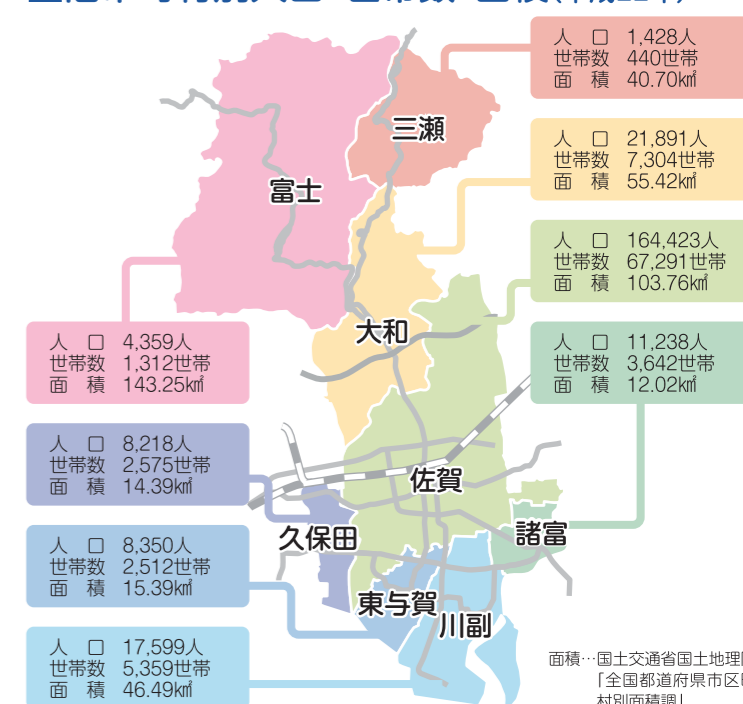 人　口　1,428人
世帯数　440世帯
面　積　40.70k㎡
人　口　21,891人
世帯数　7,304世帯
面　積　55.42k㎡
人　口　164,423人
世帯数　67,291世帯
面　積　103.76k㎡
人　口　11,238人
世帯数　3,642世帯
面　積　12.02k㎡
人　口　4,359人
世帯数　1,312世帯
面　積　143.25k㎡
人　口　8,218人
世帯数　2,575世帯
面　積　14.39k㎡
人　口　8,350人
世帯数　2,512世帯
面　積　15.39k㎡
人　口　17,599人
世帯数　5,359世帯
面　積　46.49k㎡
三瀬
富士
大和
佐賀
諸富
久保田
東与賀
川副
面積…国土交通省国土地理
「全国都道府県市区
村別面積調」